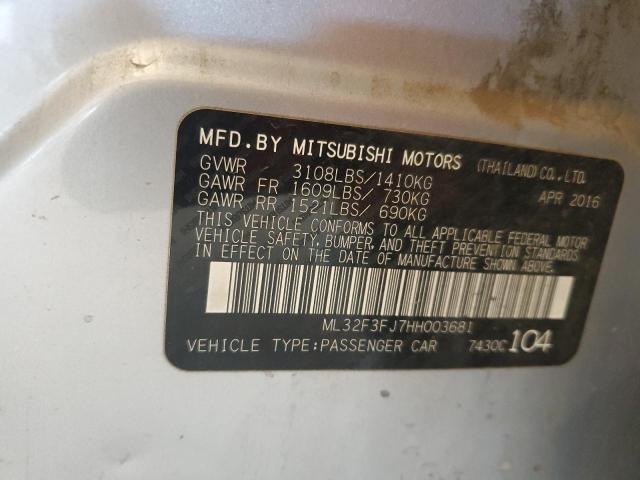 MFD.BY MITSUBISHI MOTORS (THAILAND)CO.,LTD.
GVWR 3108LBS/1410KG APR 2016
GAWR FR 1609LBS/ 730KG
GAWR RR 1521LBS/ 690KG
THIS VEHICLE CONFORMS TO ALL APPLICABLE FEDERAL MOTOR
VEHICLE SAFETY, BUMPER, AND THEFT PREVENTION STANDARDS
IN EFFECT ON THE DATE OF MANUFACTURE SHOWN ABOVE.
ML32F3FJ7HH003681
VEHICLE TYPE:PASSENGER CAR 7430C 104